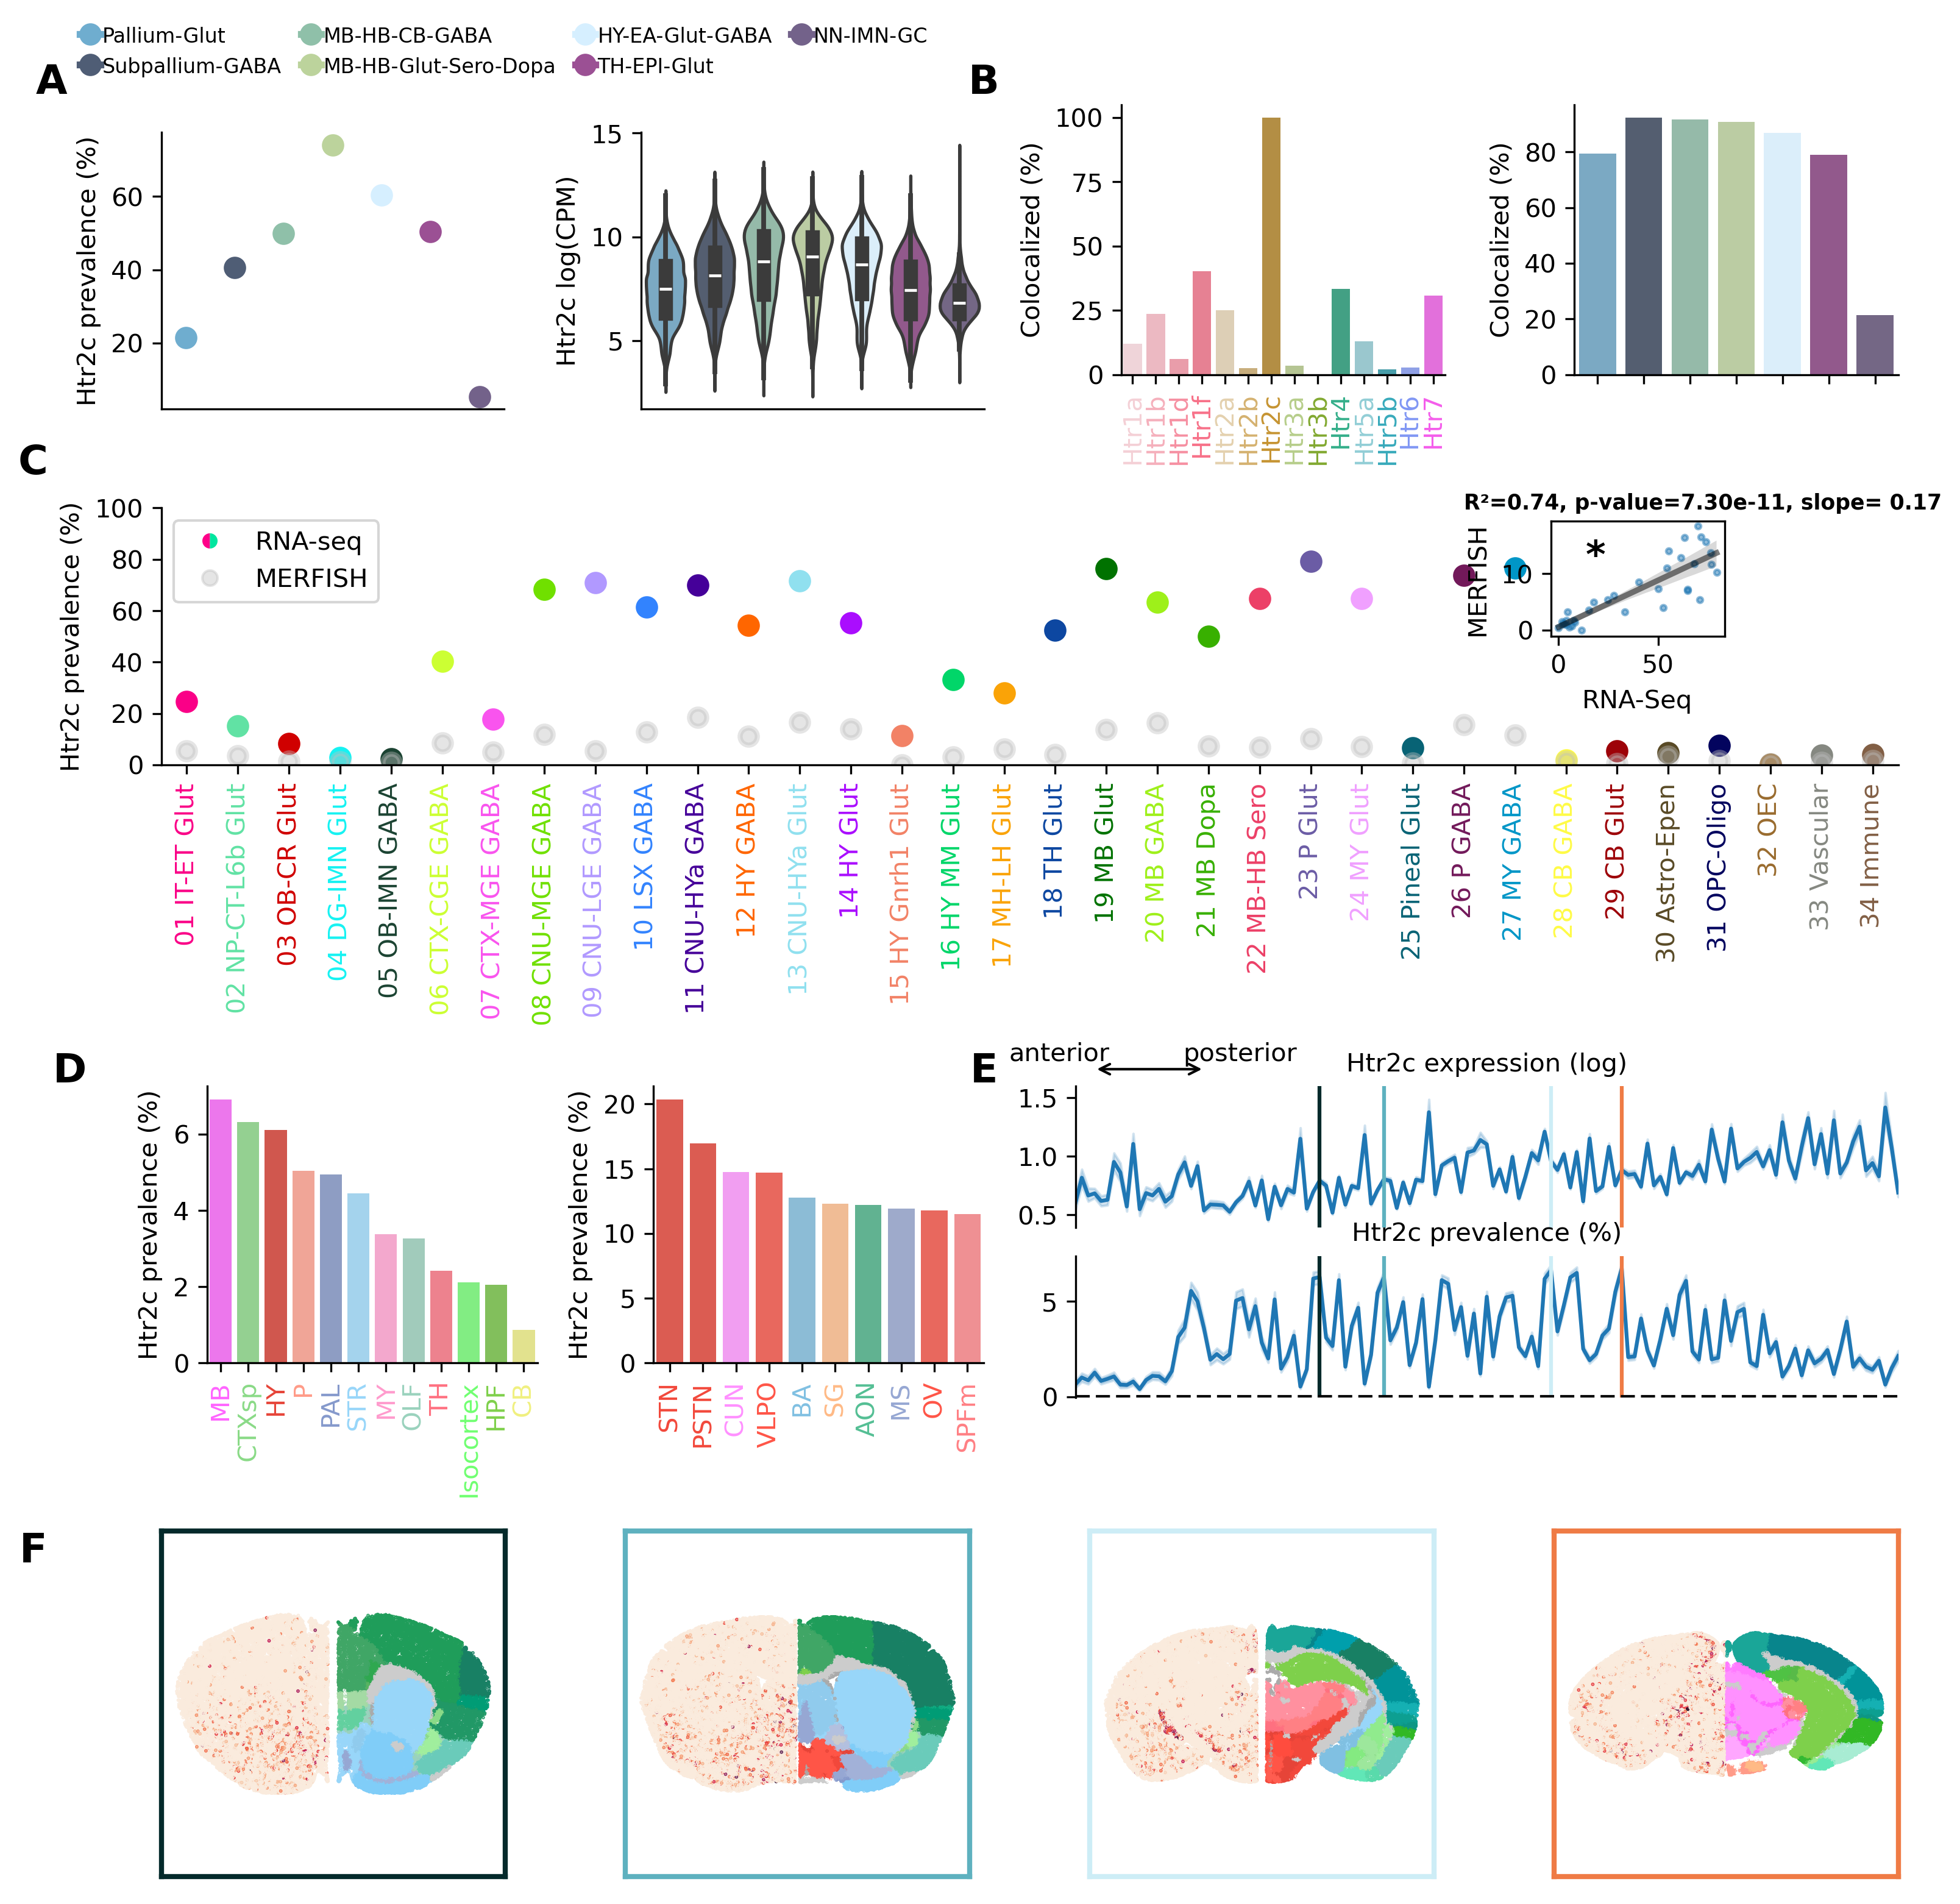 Pallium-Glut
MB-HB-CB-GABA
HY-EA-Glut-GABA
NN-IMN-GC
Subpallium-GABA
MB-HB-Glut-Sero-Dopa
TH-EPI-Glut
A
Htr2c prevalence (%)
60
40
20
Htr2c log(CPM)
15
10
5
B
Colocalized (%)
100
75
50
25
0
Htr1a
Htr1b
Htr1d
Htr1f
Htr2a
Htr2b
Htr2c
Htr3a
Htr3b
Htr4
Htr5a
Htr5b
Htr6
Htr7
Colocalized (%)
80
60
40
20
0
C
Htr2c prevalence (%)
100
80
60
40
20
0
RNA-seq
MERFISH
R²=0.74, p-value=7.30e-11, slope= 0.17
*
MERFISH
10
0
0
50
RNA-Seq
01 IT-ET Glut
02 NP-CT-L6b Glut
03 OB-CR Glut
04 DG-IMN Glut
05 OB-IMN GABA
06 CTX-CGE GABA
07 CTX-MGE GABA
08 CNU-MGE GABA
09 CNU-LGE GABA
10 LSX GABA
11 CNU-HYa GABA
12 HY GABA
13 CNU-HYa Glut
14 HY Glut
15 HY Gnrh1 Glut
16 HY MM Glut
17 MH-LH Glut
18 TH Glut
19 MB Glut
20 MB GABA
21 MB Dopa
22 MB-HB Sero
23 P Glut
24 MY Glut
25 Pineal Glut
26 P GABA
27 MY GABA
28 CB GABA
29 CB Glut
30 Astro-Epen
31 OPC-Oligo
32 OEC
33 Vascular
34 Immune
D
Htr2c prevalence (%)
6
4
2
0
MB
CTXsp
HY
P
PAL
STR
MY
OLF
TH
Isocortex
HPF
CB
Htr2c prevalence (%)
20
15
10
5
0
STN
PSTN
CUN
VLPO
BA
SG
AON
MS
OV
SPFm
E
anterior
posterior
Htr2c expression (log)
1.5
1.0
0.5
Htr2c prevalence (%)
5
0
F